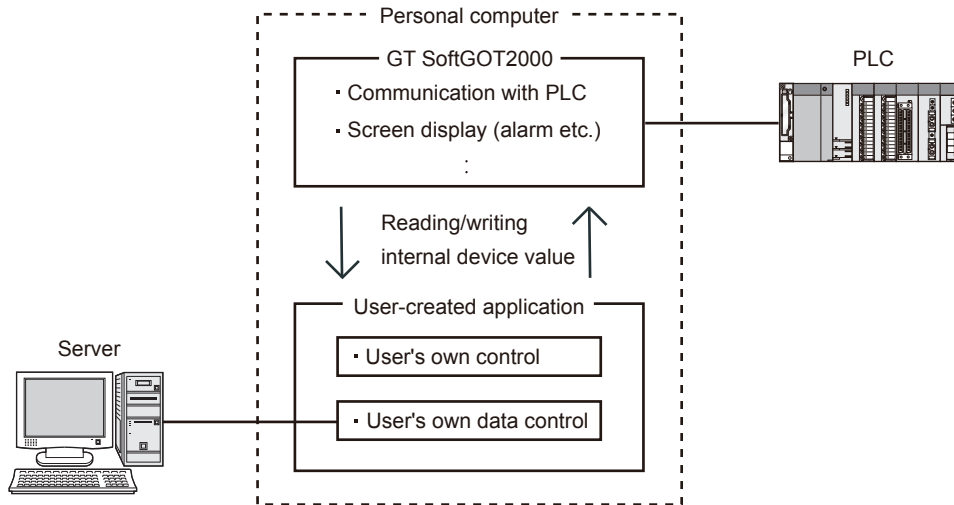 Personal computer
GT SoftGOT2000
・Communication with PLC
・Screen display (alarm etc.)
:
PLC
Reading/writing
internal device value
User-created application
・User's own control
・User's own data control
Server